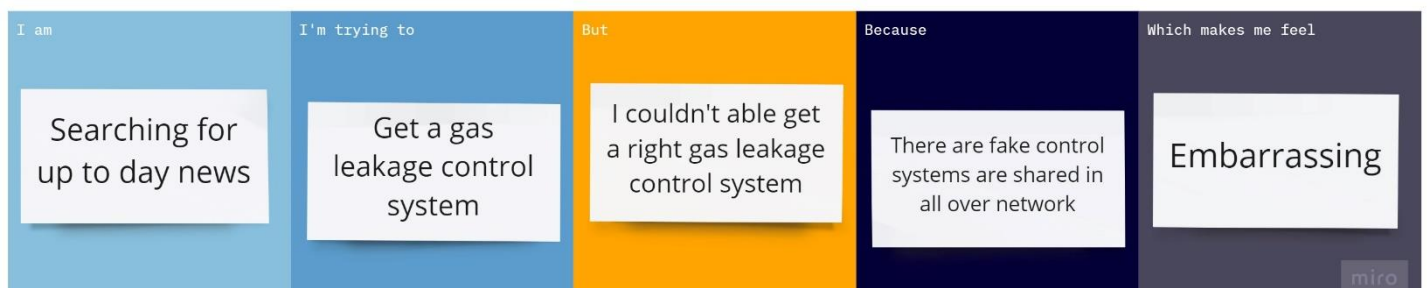 I am
Searching for
up to day news
I'm trying to
Get a gas
leakage control
system
But
I couldn't able get
a right gas leakage
control system
Because
There are fake control
systems are shared in
all over network
Which makes me feel
Embarrassing
miro